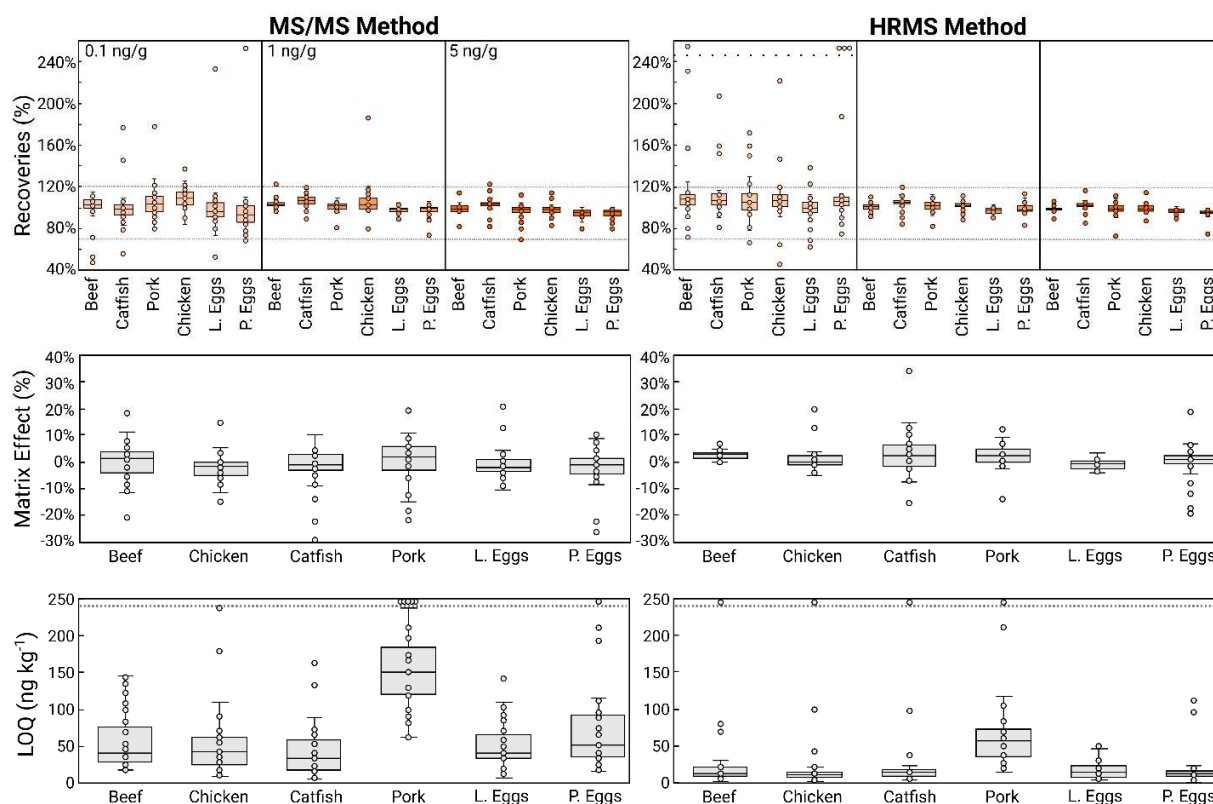 MS/MS Method
HRMS Method
Recoveries (%)
240%
200%
160%
120%
80%
40%
0.1 ng/g
1 ng/g
5 ng/g
240%
200%
160%
120%
80%
40%
Beef
Catfish
Pork
Chicken
L. Eggs
P. Eggs
Beef
Catfish
Pork
Chicken
L. Eggs
P. Eggs
Beef
Catfish
Pork
Chicken
L. Eggs
P. Eggs
Beef
Catfish
Pork
Chicken
L. Eggs
P. Eggs
Beef
Catfish
Pork
Chicken
L. Eggs
P. Eggs
Beef
Catfish
Pork
Chicken
L. Eggs
P. Eggs
Matrix Effect (%)
40%
30%
20%
10%
0%
-10%
-20%
-30%
Beef Chicken Catfish Pork L. Eggs P. Eggs
40%
30%
20%
10%
0%
-10%
-20%
-30%
Beef Chicken Catfish Pork L. Eggs P. Eggs
LOQ (ng kg⁻¹)
250
200
150
100
50
0
Beef Chicken Catfish Pork L. Eggs P. Eggs
250
200
150
100
50
0
Beef Chicken Catfish Pork L. Eggs P. Eggs